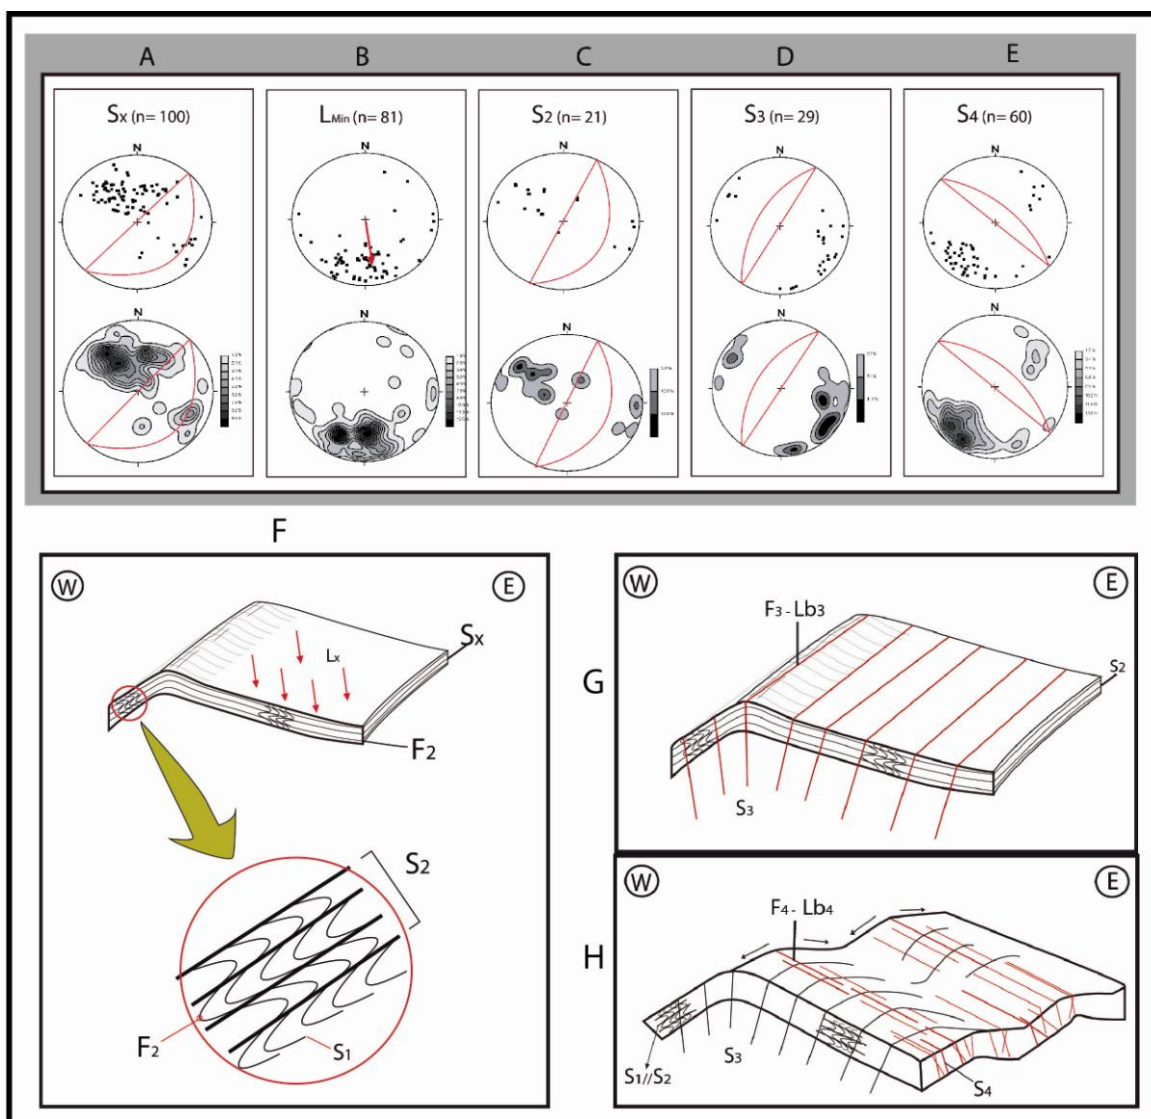 A B C D E
Sx (n= 100) LMin (n= 81) S2 (n= 21) S3 (n= 29) S4 (n= 60)
N N N N N
N N N N N
F
W E
Sx
Lx
F2
S2
F2
S1
G
W E
F3 - Lb3
S2
S3
H
W E
F4 - Lb4
S3
S1//S2
S4